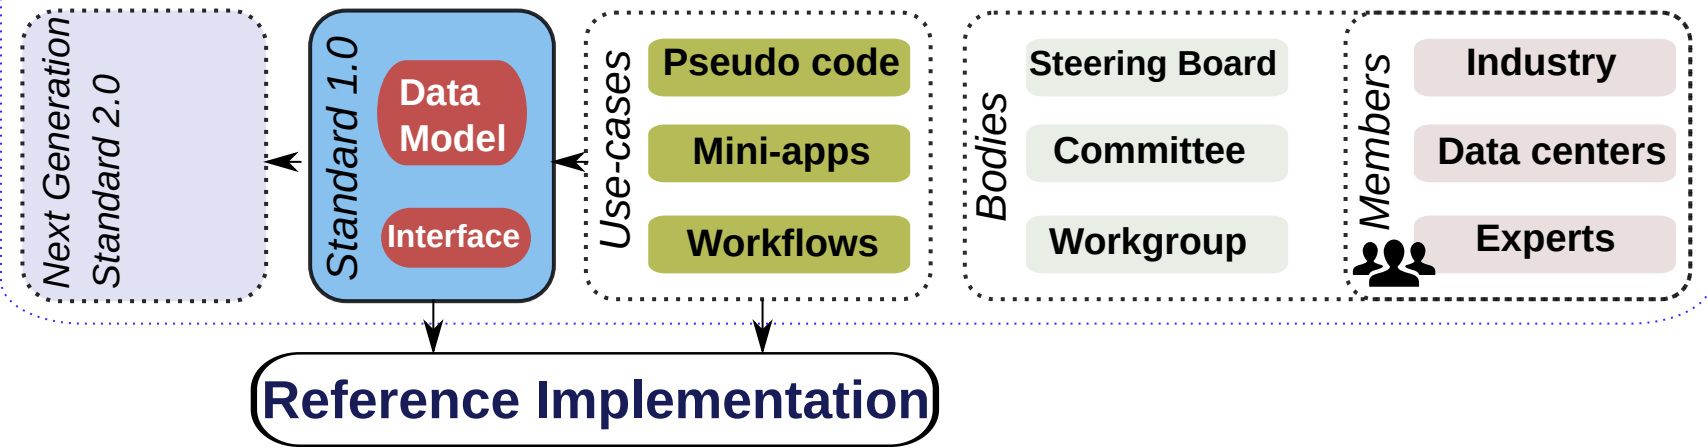 Next Generation
Standard 2.0
Standard 1.0
Data
Model
Interface
Use-cases
Pseudo code
Mini-apps
Workflows
Bodies
Steering Board
Committee
Workgroup
Members
Industry
Data centers
Experts
Reference Implementation